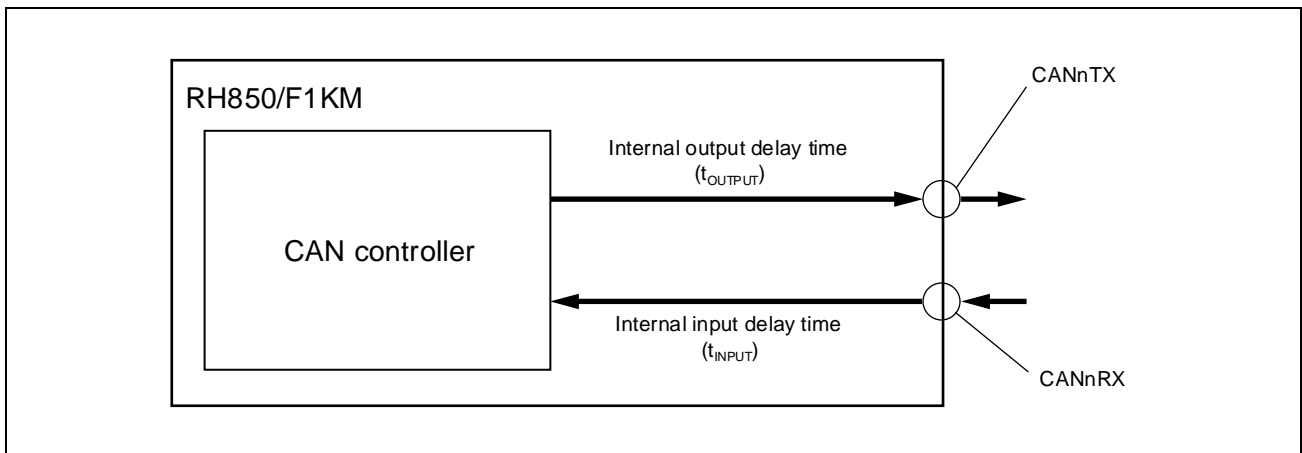 CANnTX
RH850/F1KM
Internal output delay time
(tOUTPUT)
CAN controller
Internal input delay time
(tINPUT)
CANnRX